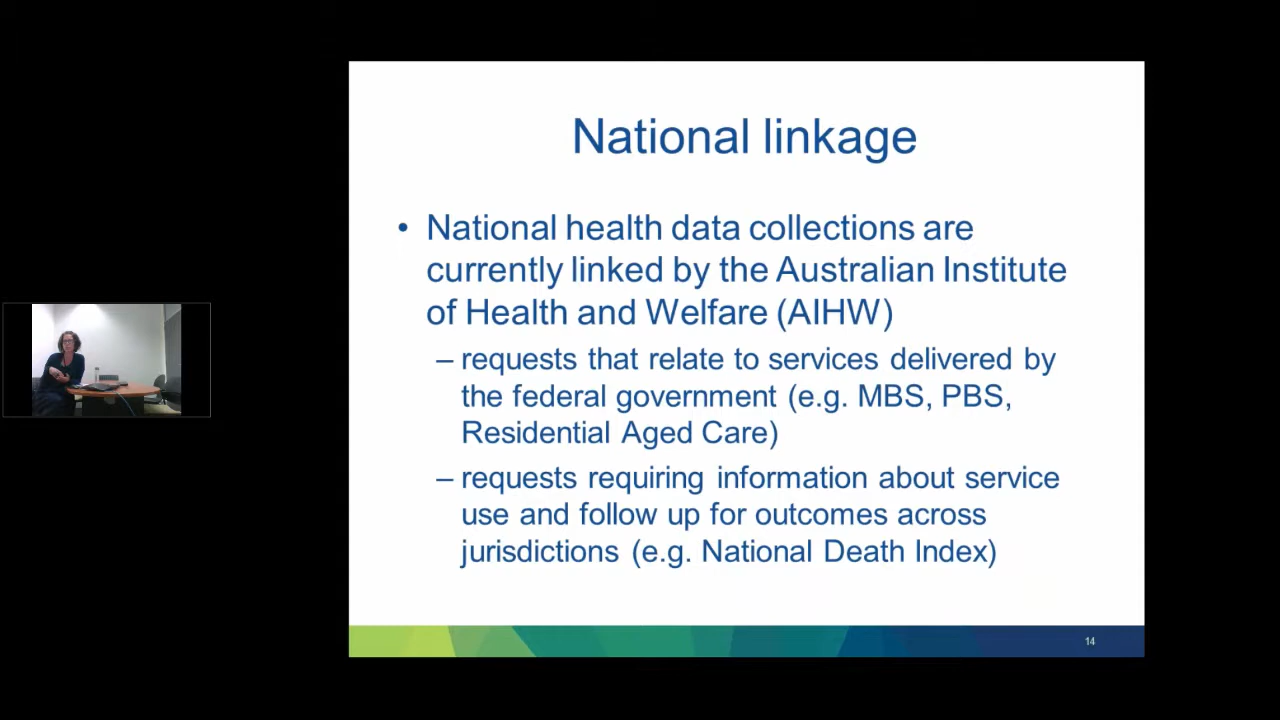 National linkage
• National health data collections are
currently linked by the Australian Institute
of Health and Welfare (AIHW)
– requests that relate to services delivered by
the federal government (e.g. MBS, PBS,
Residential Aged Care)
– requests requiring information about service
use and follow up for outcomes across
jurisdictions (e.g. National Death Index)
14